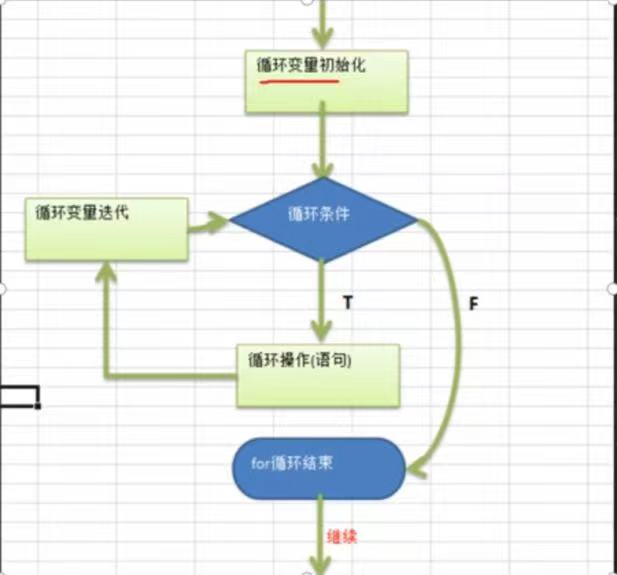 循环变量初始化
循环变量迭代
循环条件
T
F
循环操作(语句)
for循环结束
继续